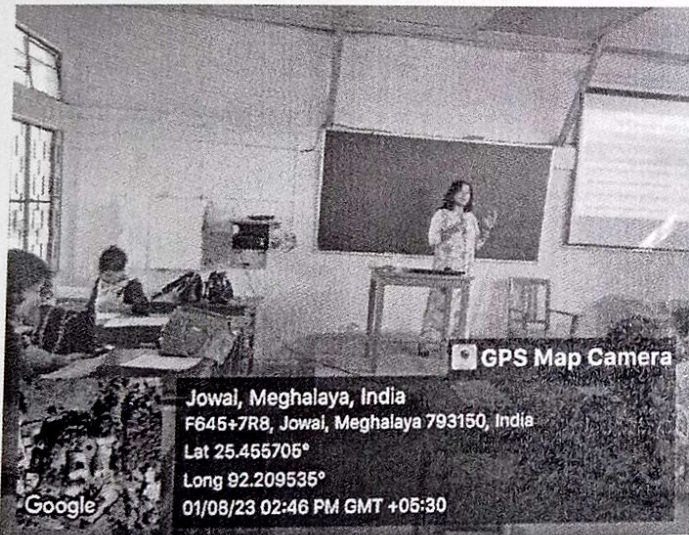 GPS Map Camera
Jowai, Meghalaya, India
F645+7R8, Jowai, Meghalaya 793150, India
Lat 25.455705°
Long 92.209535°
01/08/23 02:46 PM GMT +05:30
Google